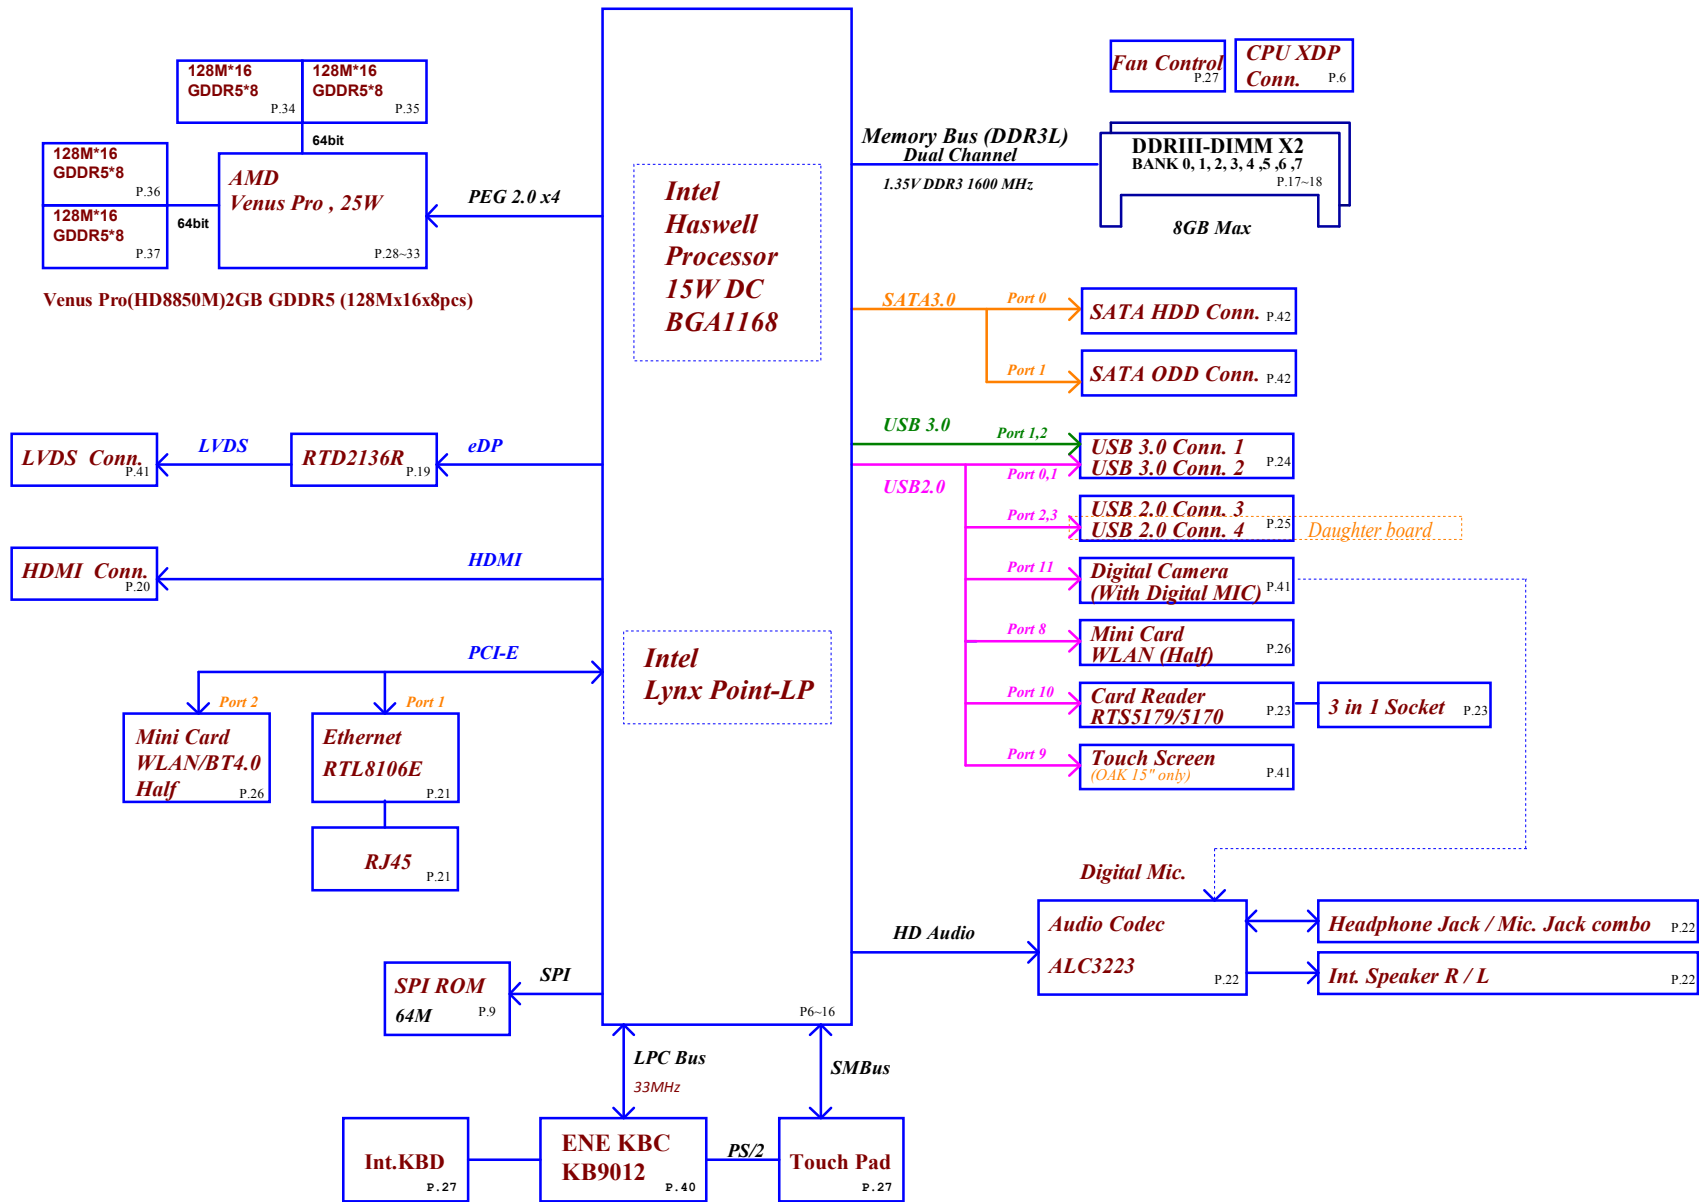 Fan Control
P.27
CPU XDP
Conn.
P.6
128M*16
GDDR5*8
P.34
128M*16
GDDR5*8
P.35
64bit
128M*16
GDDR5*8
P.36
128M*16
GDDR5*8
P.37
64bit
AMD
Venus Pro , 25W
P.28~33
PEG 2.0 x4
Venus Pro(HD8850M)2GB GDDR5 (128Mx16x8pcs)
Intel
Haswell
Processor
15W DC
BGA1168
Memory Bus (DDR3L)
Dual Channel
1.35V DDR3 1600 MHz
DDRIII-DIMM X2
BANK 0, 1, 2, 3, 4 ,5 ,6 ,7
P.17~18
8GB Max
SATA3.0
Port 0
SATA HDD Conn.
P.42
Port 1
SATA ODD Conn.
P.42
USB 3.0
Port 1,2
USB 3.0 Conn. 1
USB 3.0 Conn. 2
P.24
USB2.0
Port 0,1
Port 2,3
USB 2.0 Conn. 3
USB 2.0 Conn. 4
P.25
Daughter board
Port 11
Digital Camera
(With Digital MIC)
P.41
Port 8
Mini Card
WLAN (Half)
P.26
Port 10
Card Reader
RTS5179/5170
P.23
3 in 1 Socket
P.23
Port 9
Touch Screen
(OAK 15" only)
P.41
LVDS Conn.
P.41
LVDS
RTD2136R
P.19
eDP
HDMI Conn.
P.20
HDMI
Intel
Lynx Point-LP
PCI-E
Port 2
Port 1
Mini Card
WLAN/BT4.0
Half
P.26
Ethernet
RTL8106E
P.21
RJ45
P.21
Digital Mic.
HD Audio
Audio Codec
ALC3223
P.22
Headphone Jack / Mic. Jack combo
P.22
Int. Speaker R / L
P.22
SPI ROM
64M
P.9
SPI
P6~16
LPC Bus
33MHz
SMBus
Int.KBD
P.27
ENE KBC
KB9012
P.40
PS/2
Touch Pad
P.27